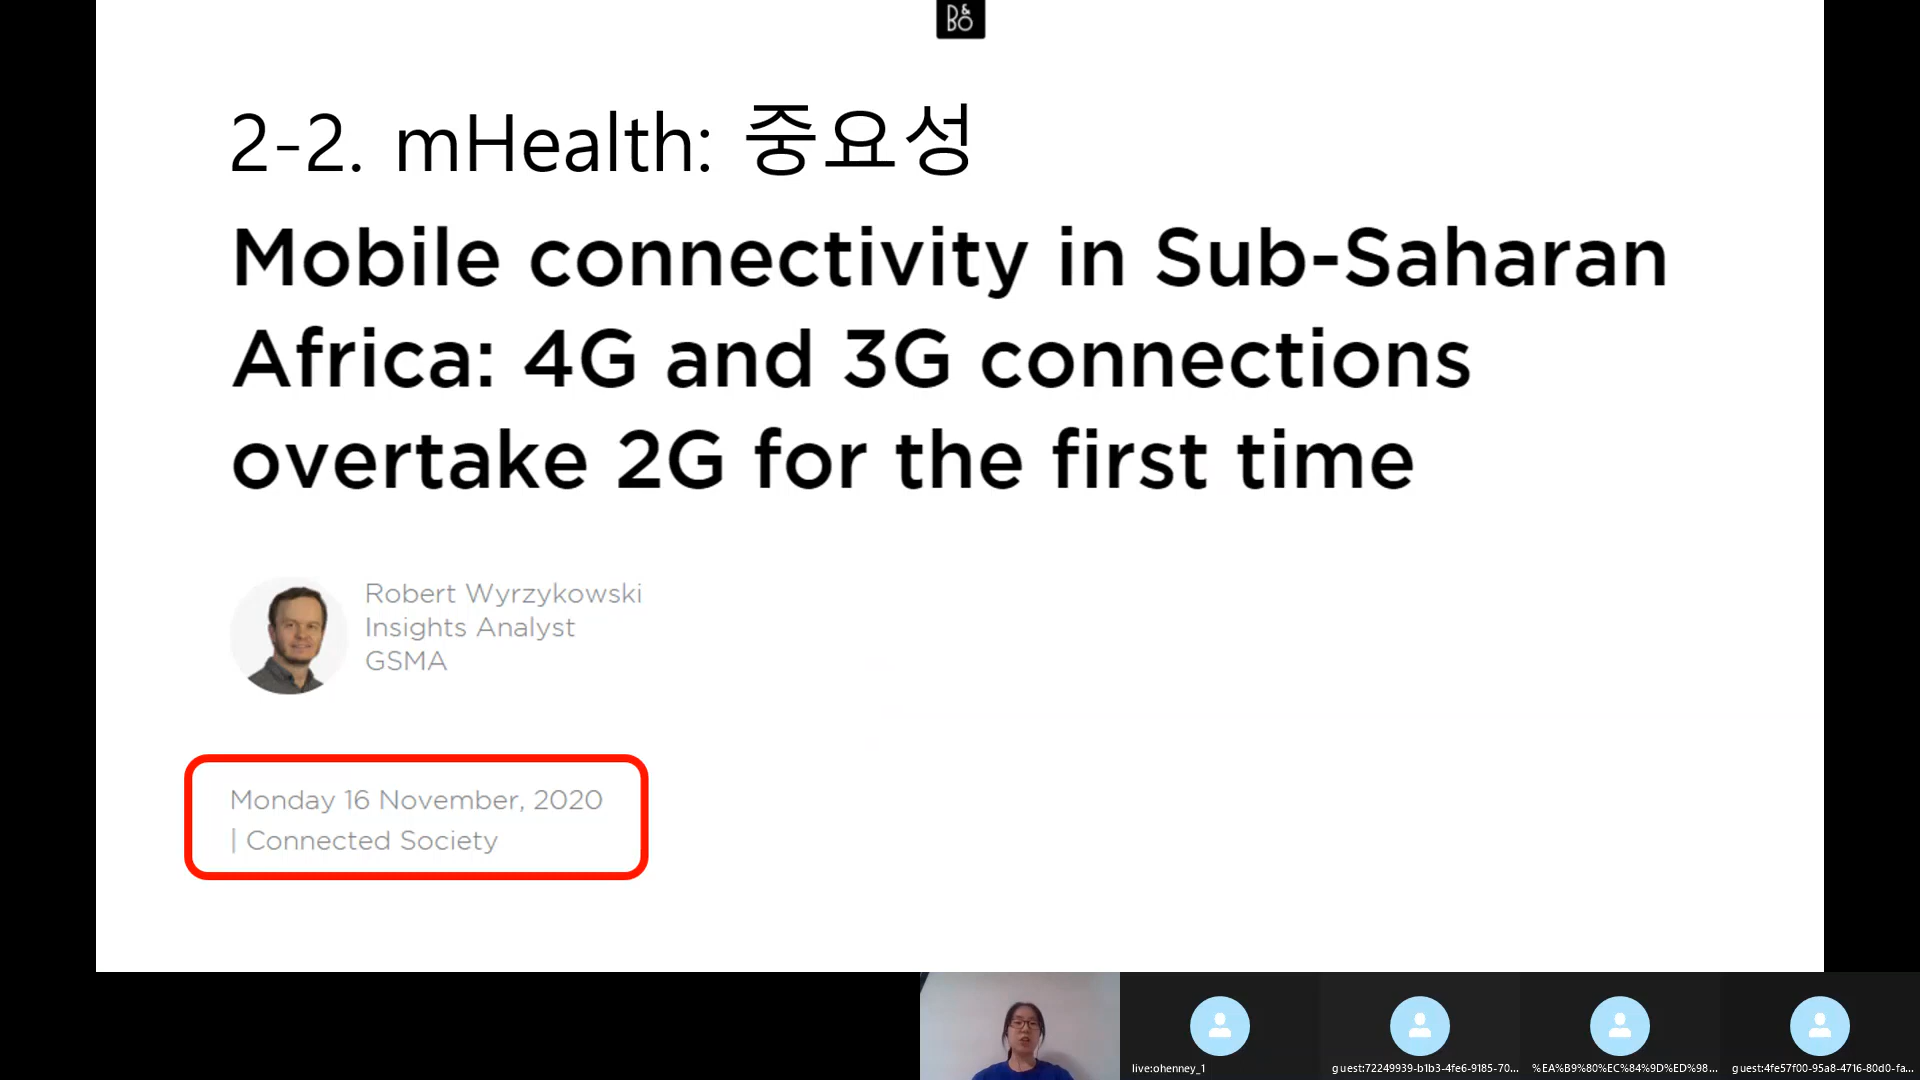 B&O
2-2. mHealth: 중요성
Mobile connectivity in Sub-Saharan
Africa: 4G and 3G connections
overtake 2G for the first time
Robert Wyrzykowski
Insights Analyst
GSMA
Monday 16 November, 2020
| Connected Society
live:ohenney_1
guest:72249939-b1b3-4fe6-9185-70...
%EA%B9%80%EC%84%9D%ED%98...
guest:4fe57f00-95a8-4716-80d0-fa...